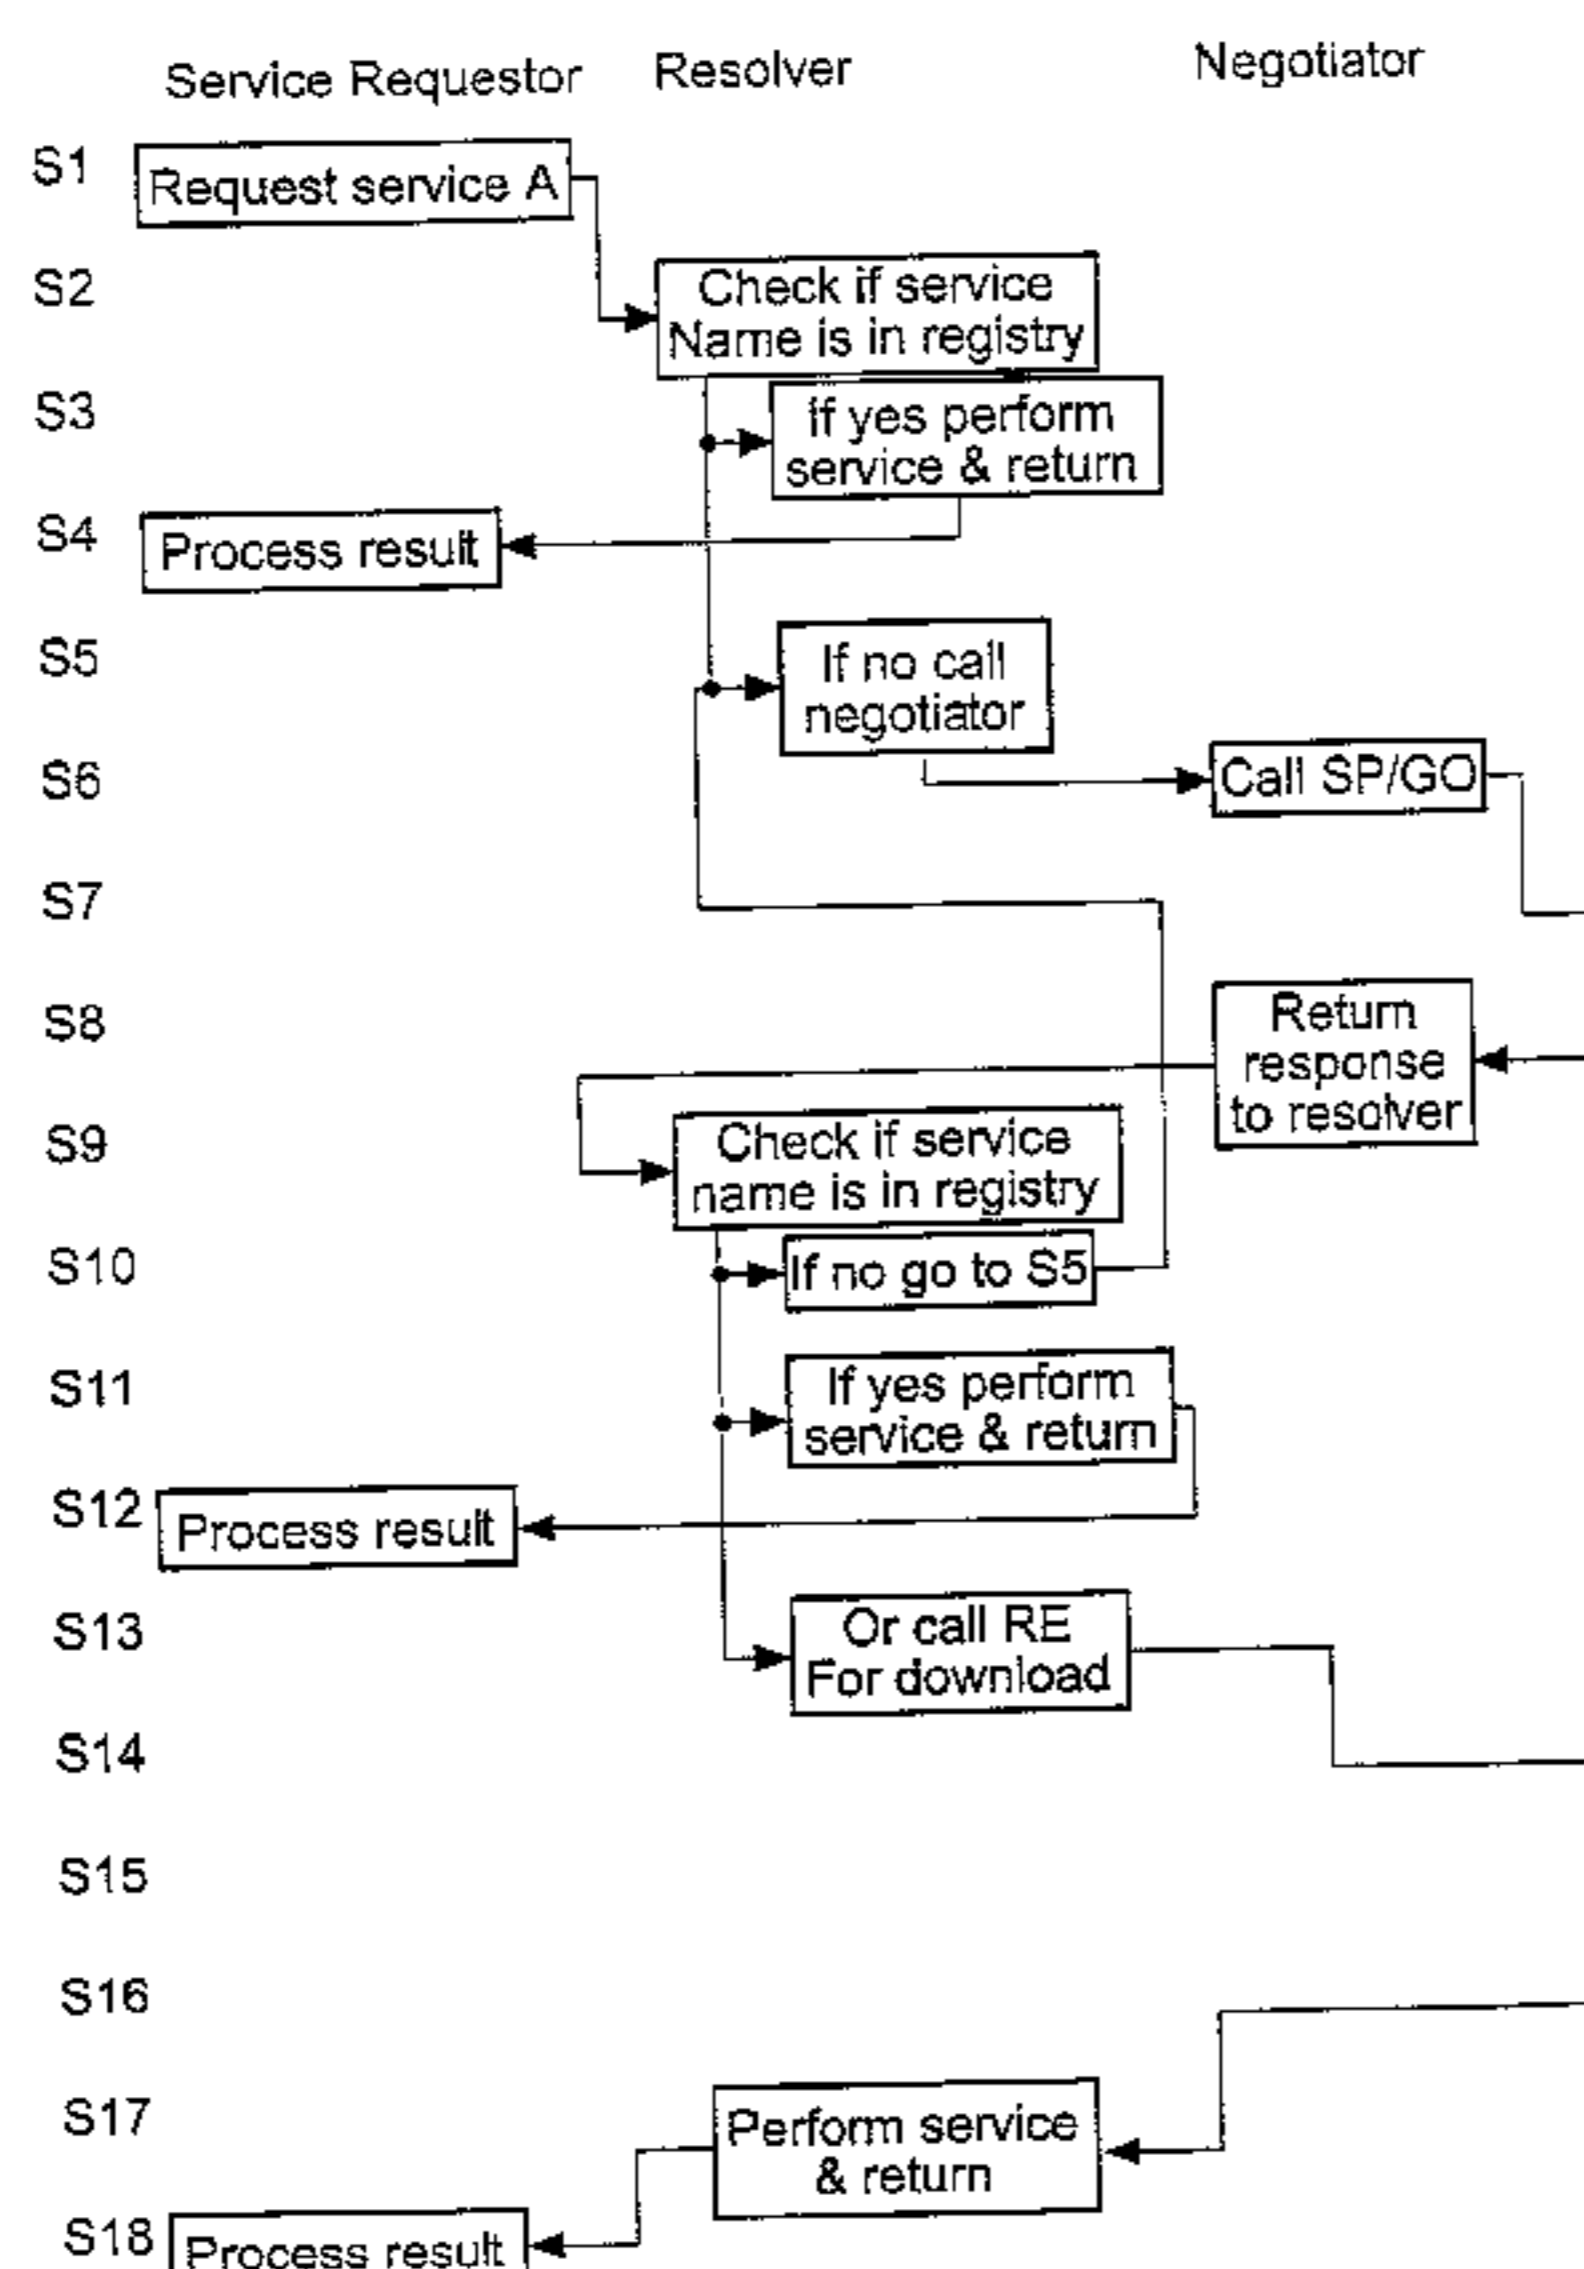 Service Requestor Resolver Negotiator
S1 Request service A
S2 Check if service
Name is in registry
S3 If yes perform
service & return
S4 Process result
S5 If no call
negotiator
S6 Call SP/GO
S7
S8 Return
response
to resolver
S9 Check if service
name is in registry
S10 If no go to S5
S11 If yes perform
service & return
S12 Process result
S13 Or call RE
For download
S14
S15
S16
S17 Perform service
& return
S18 Process result